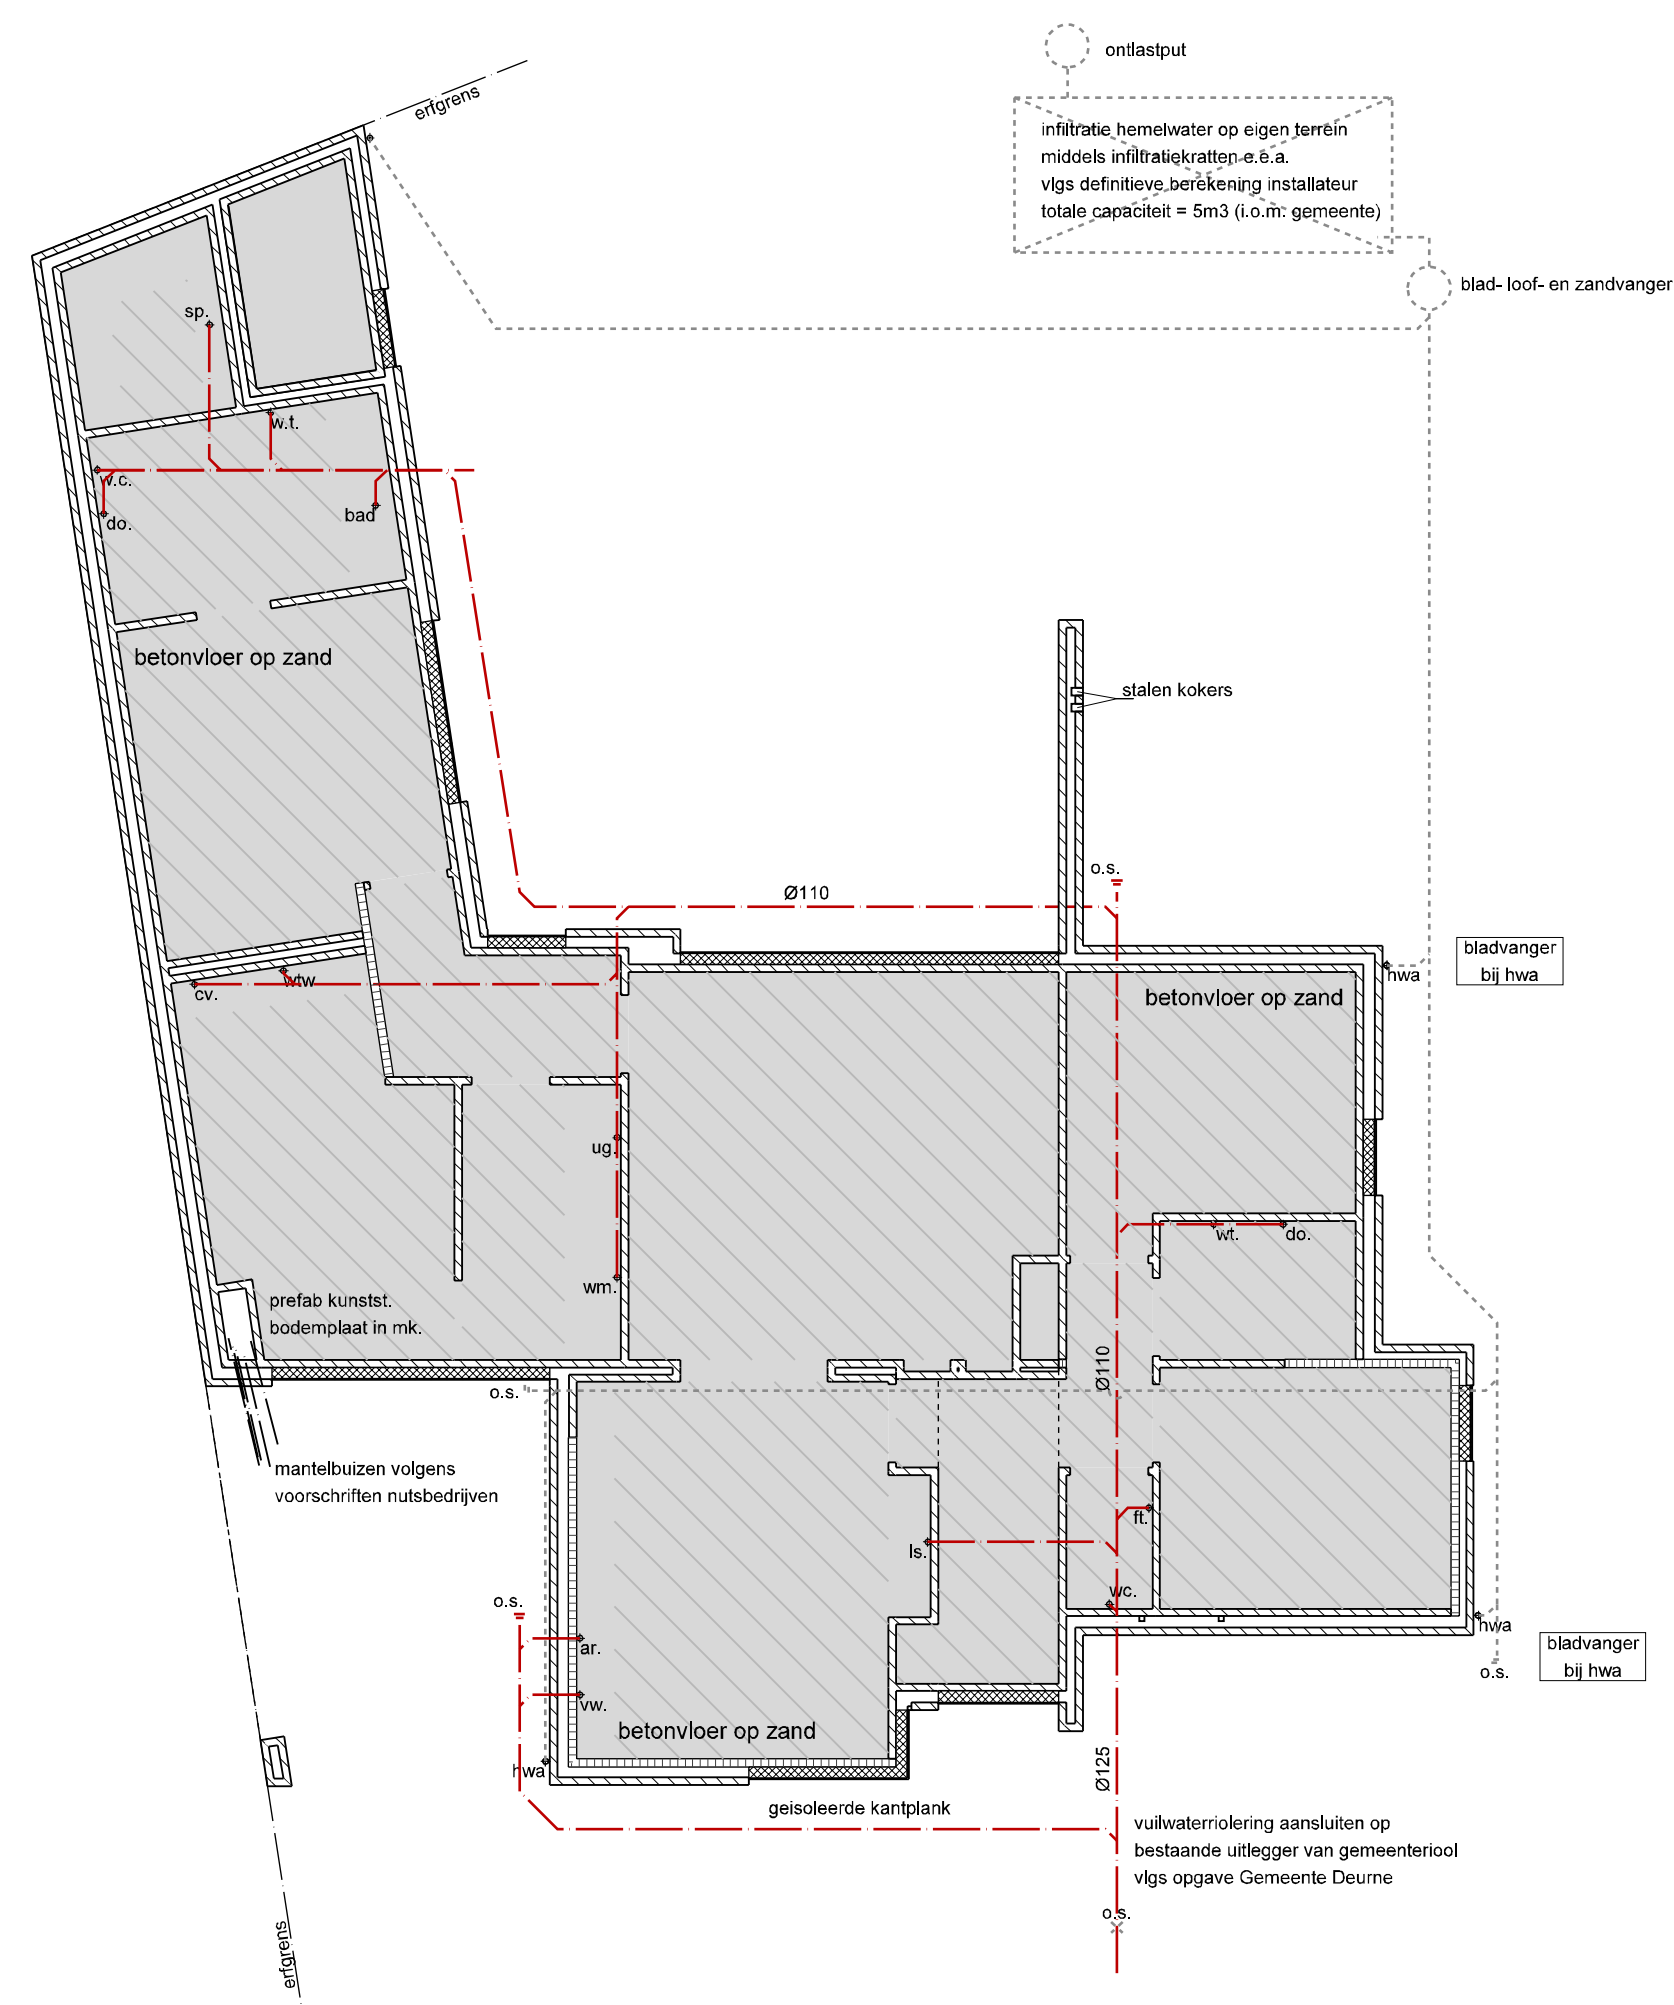 ontlastput
erfgrens
infiltratie hemelwater op eigen terrein
middels infiltratiekratten e.e.a.
vlgs definitieve berekening installateur
totale capaciteit = 5m3 (i.o.m. gemeente)
blad- loof- en zandvanger
sp.
w.t.
w.c.
do.
bad
betonvloer op zand
stalen kokers
o.s.
Ø110
bladvanger
bij hwa
hwa
wtw
cv.
betonvloer op zand
ug.
wt.
do.
wm.
prefab kunstst.
bodemplaat in mk.
Ø110
o.s.
mantelbuizen volgens
voorschriften nutsbedrijven
ft.
ls.
wc.
o.s.
hwa
ar.
bladvanger
bij hwa
o.s.
vw.
betonvloer op zand
hwa
Ø125
geisoleerde kantplank
vuilwaterriolering aansluiten op
bestaande uitlegger van gemeenteriool
vlgs opgave Gemeente Deurne
o.s.
erfgrens